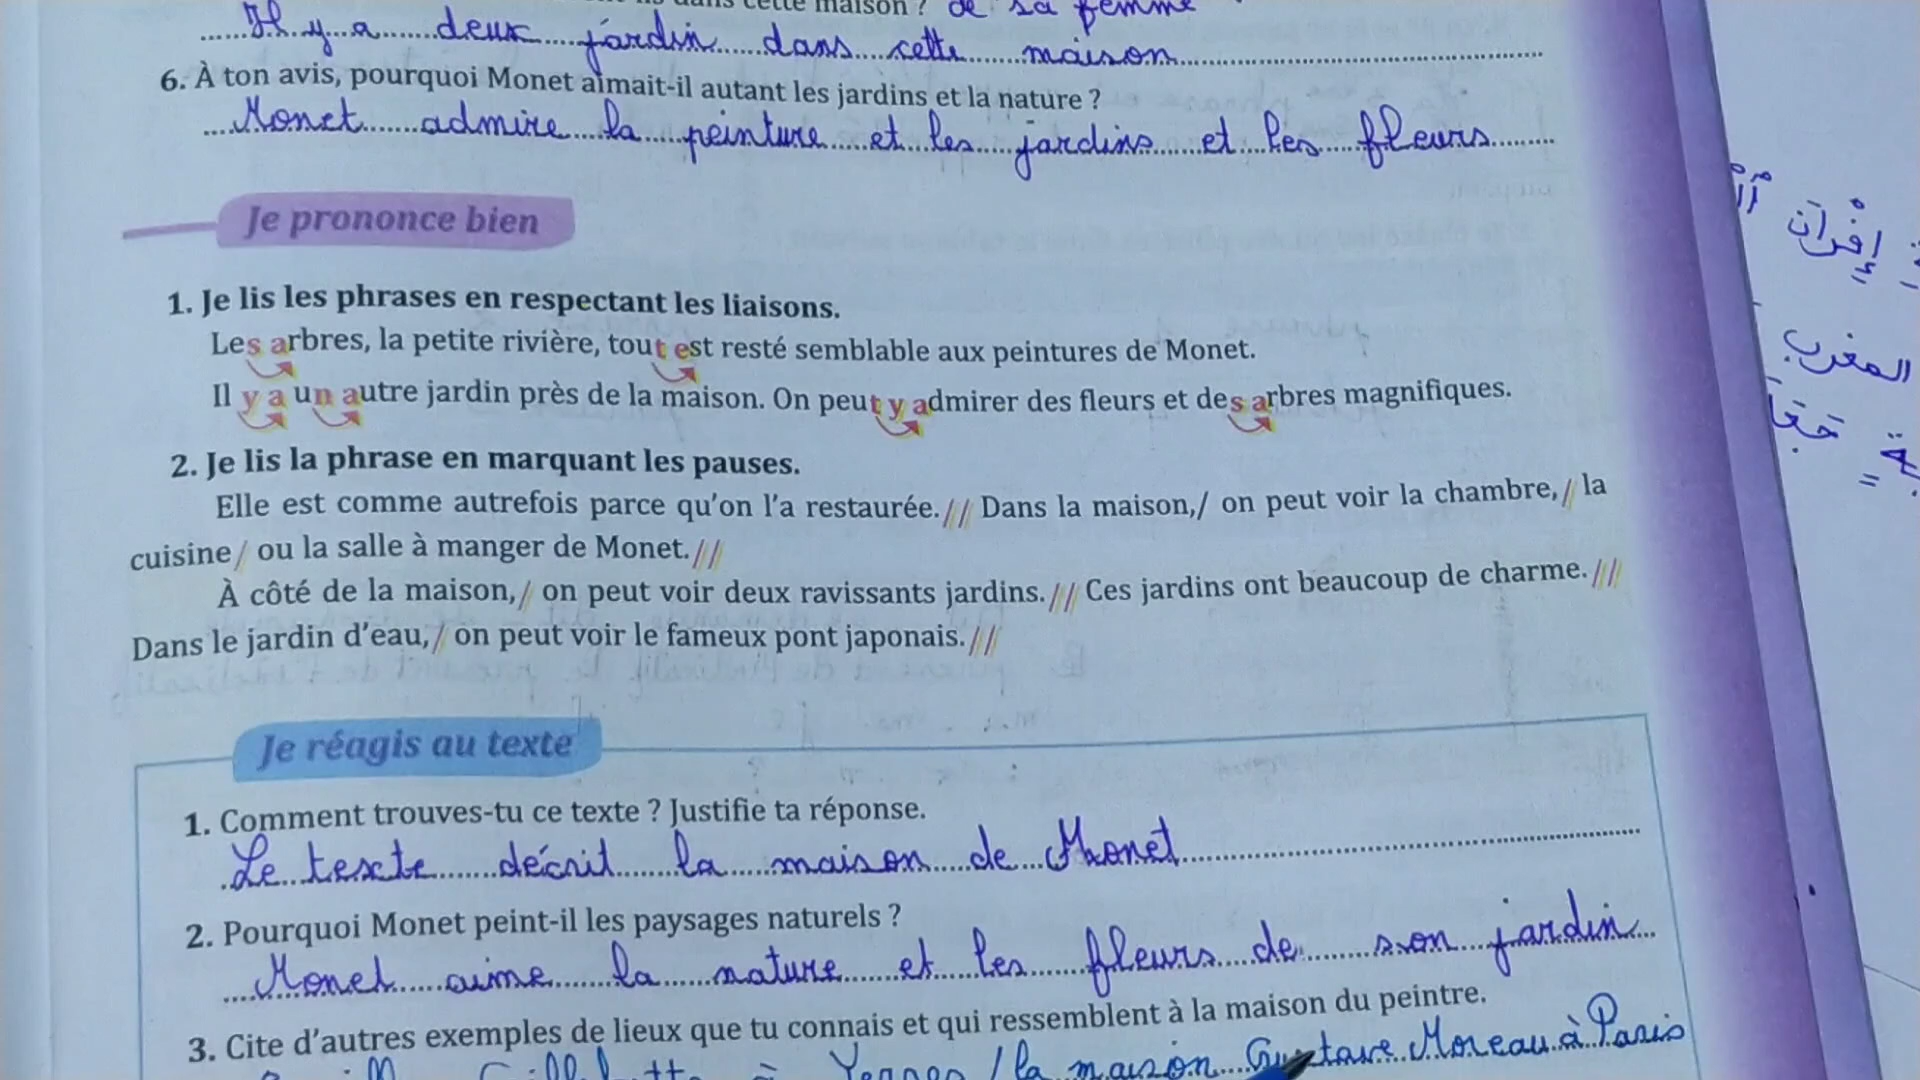 dans cette maison ? de sa femme
Il y a deux jardin dans cette maison
6. À ton avis, pourquoi Monet aimait-il autant les jardins et la nature ?
Monet admire la peinture et les jardins et les fleurs
Je prononce bien
1. Je lis les phrases en respectant les liaisons.
Les arbres, la petite rivière, tout est resté semblable aux peintures de Monet.
Il y a un autre jardin près de la maison. On peut y admirer des fleurs et des arbres magnifiques.
2. Je lis la phrase en marquant les pauses.
Elle est comme autrefois parce qu'on l'a restaurée.// Dans la maison,/ on peut voir la chambre,/ la
cuisine/ ou la salle à manger de Monet.//
À côté de la maison,/ on peut voir deux ravissants jardins.// Ces jardins ont beaucoup de charme.//
Dans le jardin d'eau,/ on peut voir le fameux pont japonais.//
Je réagis au texte
1. Comment trouves-tu ce texte ? Justifie ta réponse.
Le texte décrit la maison de Monet
2. Pourquoi Monet peint-il les paysages naturels ?
Monet aime la nature et les fleurs de son jardin
3. Cite d'autres exemples de lieux que tu connais et qui ressemblent à la maison du peintre.
à Yerres / la maison Gustave Moreau à Paris
المغرب